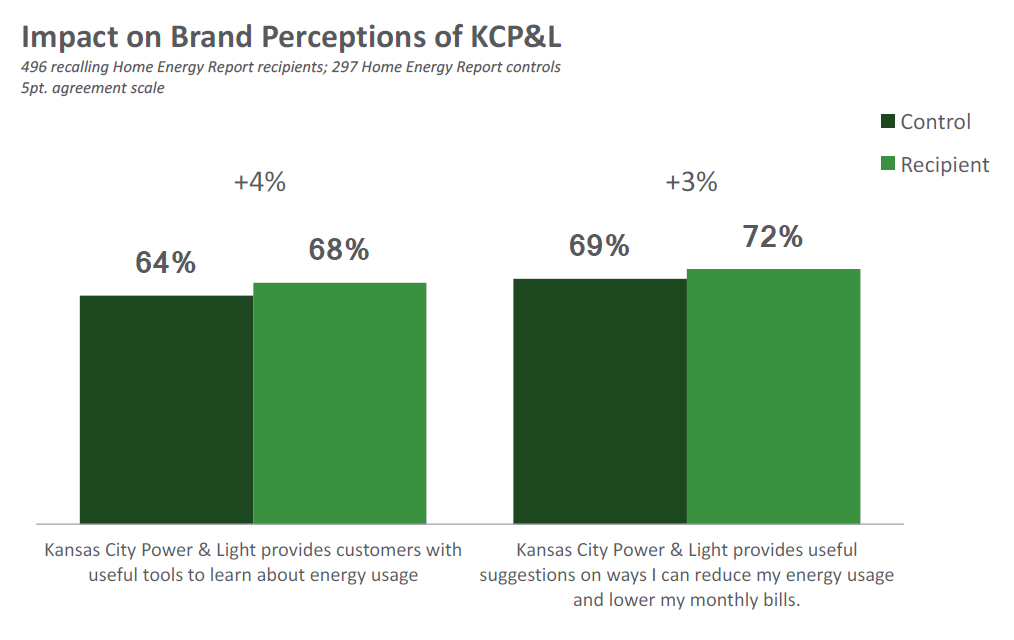 Impact on Brand Perceptions of KCP&L
496 recalling Home Energy Report recipients; 297 Home Energy Report controls
5pt. agreement scale
Control
Recipient
+4%
+3%
64%
68%
69%
72%
Kansas City Power & Light provides customers with
useful tools to learn about energy usage
Kansas City Power & Light provides useful
suggestions on ways I can reduce my energy usage
and lower my monthly bills.